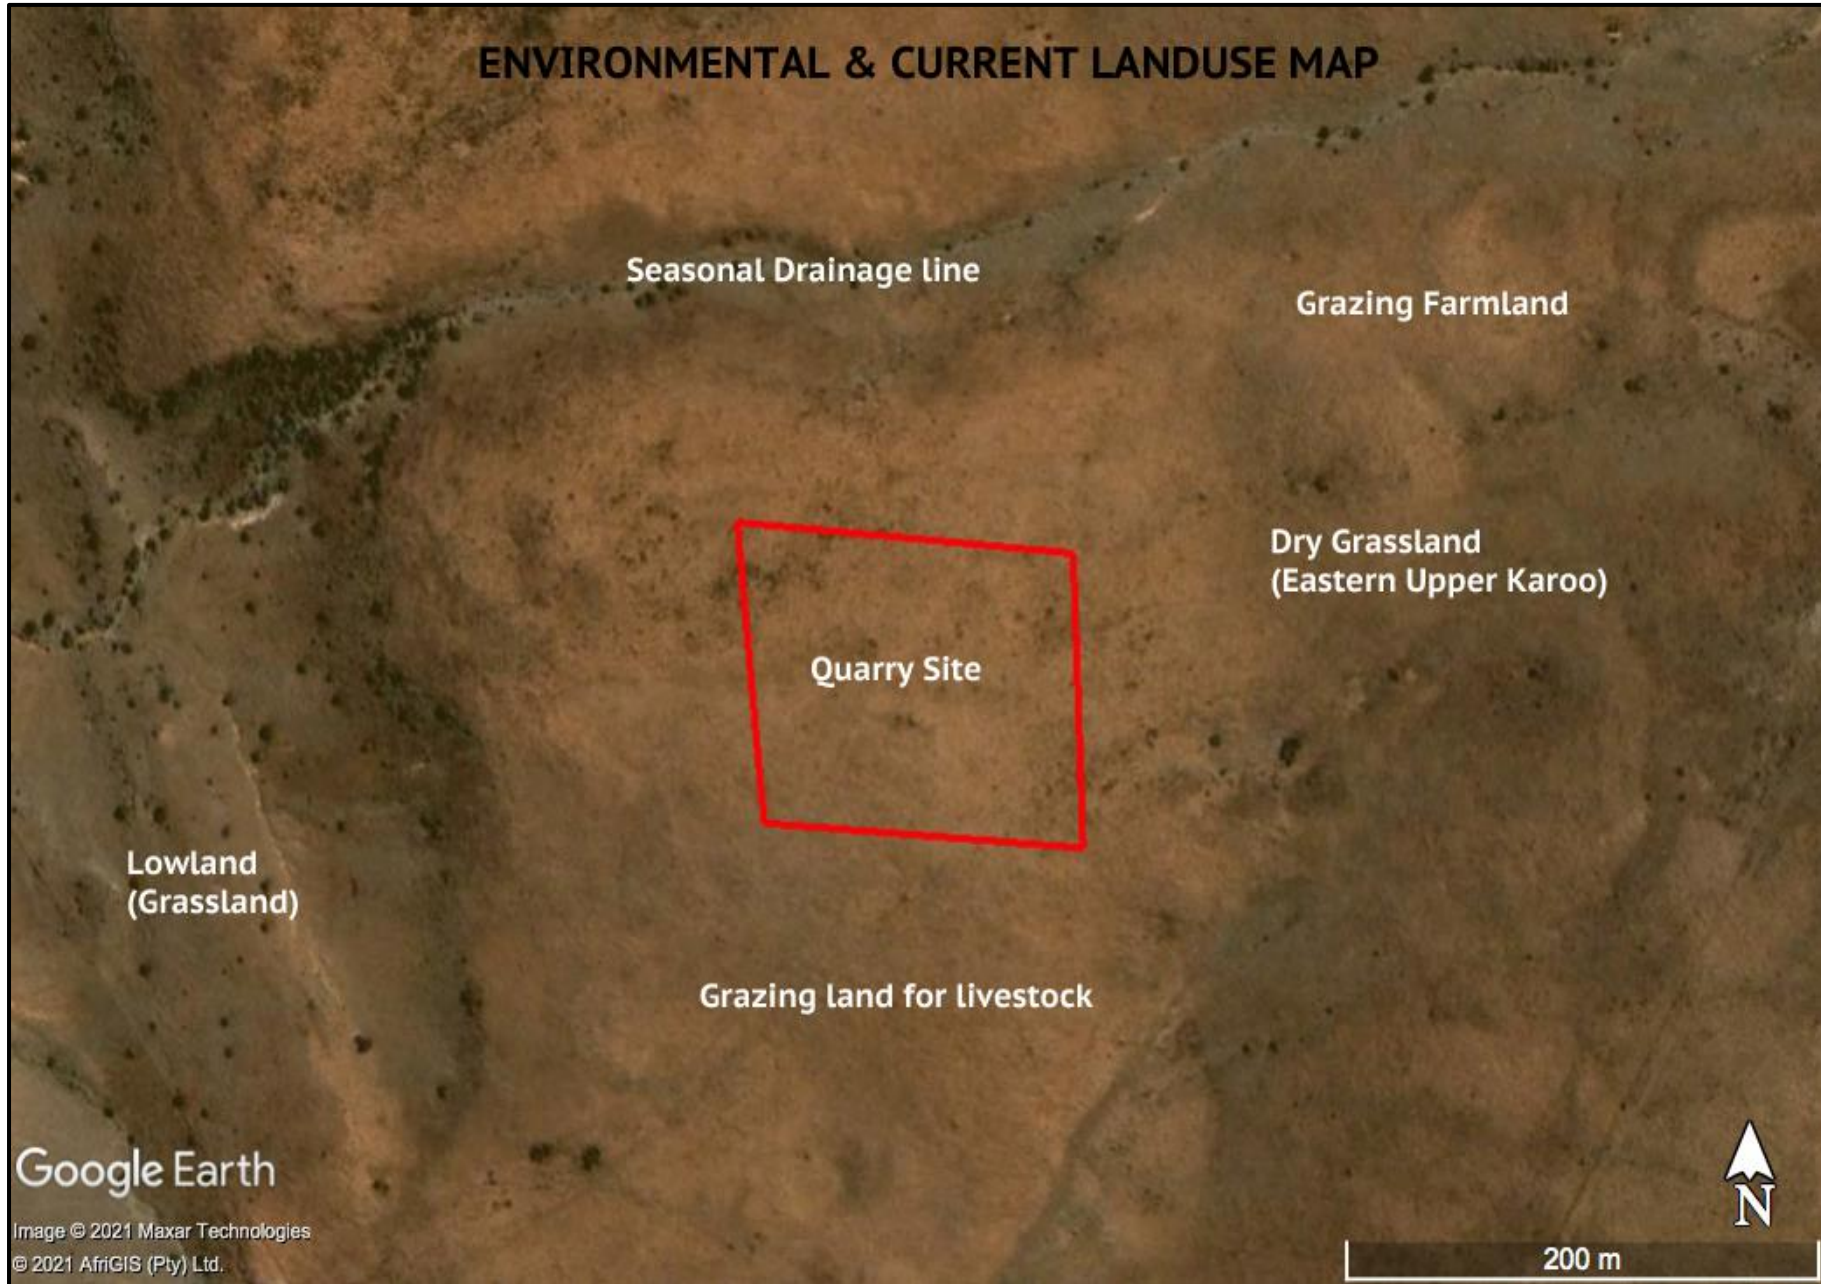 ENVIRONMENTAL & CURRENT LANDUSE MAP
Seasonal Drainage line
Grazing Farmland
Dry Grassland
(Eastern Upper Karoo)
Quarry Site
Lowland
(Grassland)
Grazing land for livestock
Google Earth
Image © 2021 Maxar Technologies
© 2021 AfriGIS (Pty) Ltd.
N
200 m